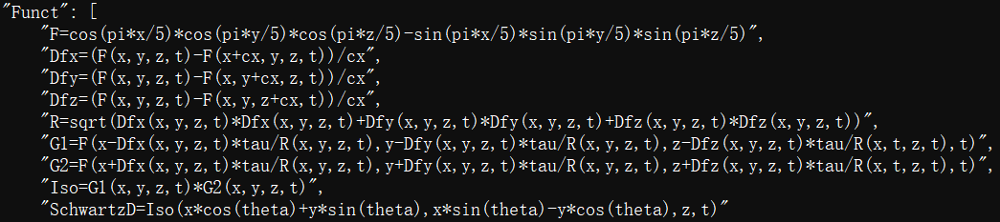 "Funct": [
"F=cos(pi*x/5)*cos(pi*y/5)*cos(pi*z/5)-sin(pi*x/5)*sin(pi*y/5)*sin(pi*z/5)",
"Dfx=(F(x,y,z,t)-F(x+cx,y,z,t))/cx",
"Dfy=(F(x,y,z,t)-F(x,y+cx,z,t))/cx",
"Dfz=(F(x,y,z,t)-F(x,y,z+cx,t))/cx",
"R=sqrt(Dfx(x,y,z,t)*Dfx(x,y,z,t)+Dfy(x,y,z,t)*Dfy(x,y,z,t)+Dfz(x,y,z,t)*Dfz(x,y,z,t))",
"G1=F(x-Dfx(x,y,z,t)*tau/R(x,y,z,t),y-Dfy(x,y,z,t)*tau/R(x,y,z,t),z-Dfz(x,y,z,t)*tau/R(x,t,z,t),t)",
"G2=F(x+Dfx(x,y,z,t)*tau/R(x,y,z,t),y+Dfy(x,y,z,t)*tau/R(x,y,z,t),z+Dfz(x,y,z,t)*tau/R(x,t,z,t),t)",
"Iso=G1(x,y,z,t)*G2(x,y,z,t)",
"SchwartzD=Iso(x*cos(theta)+y*sin(theta),x*sin(theta)-y*cos(theta),z,t)"